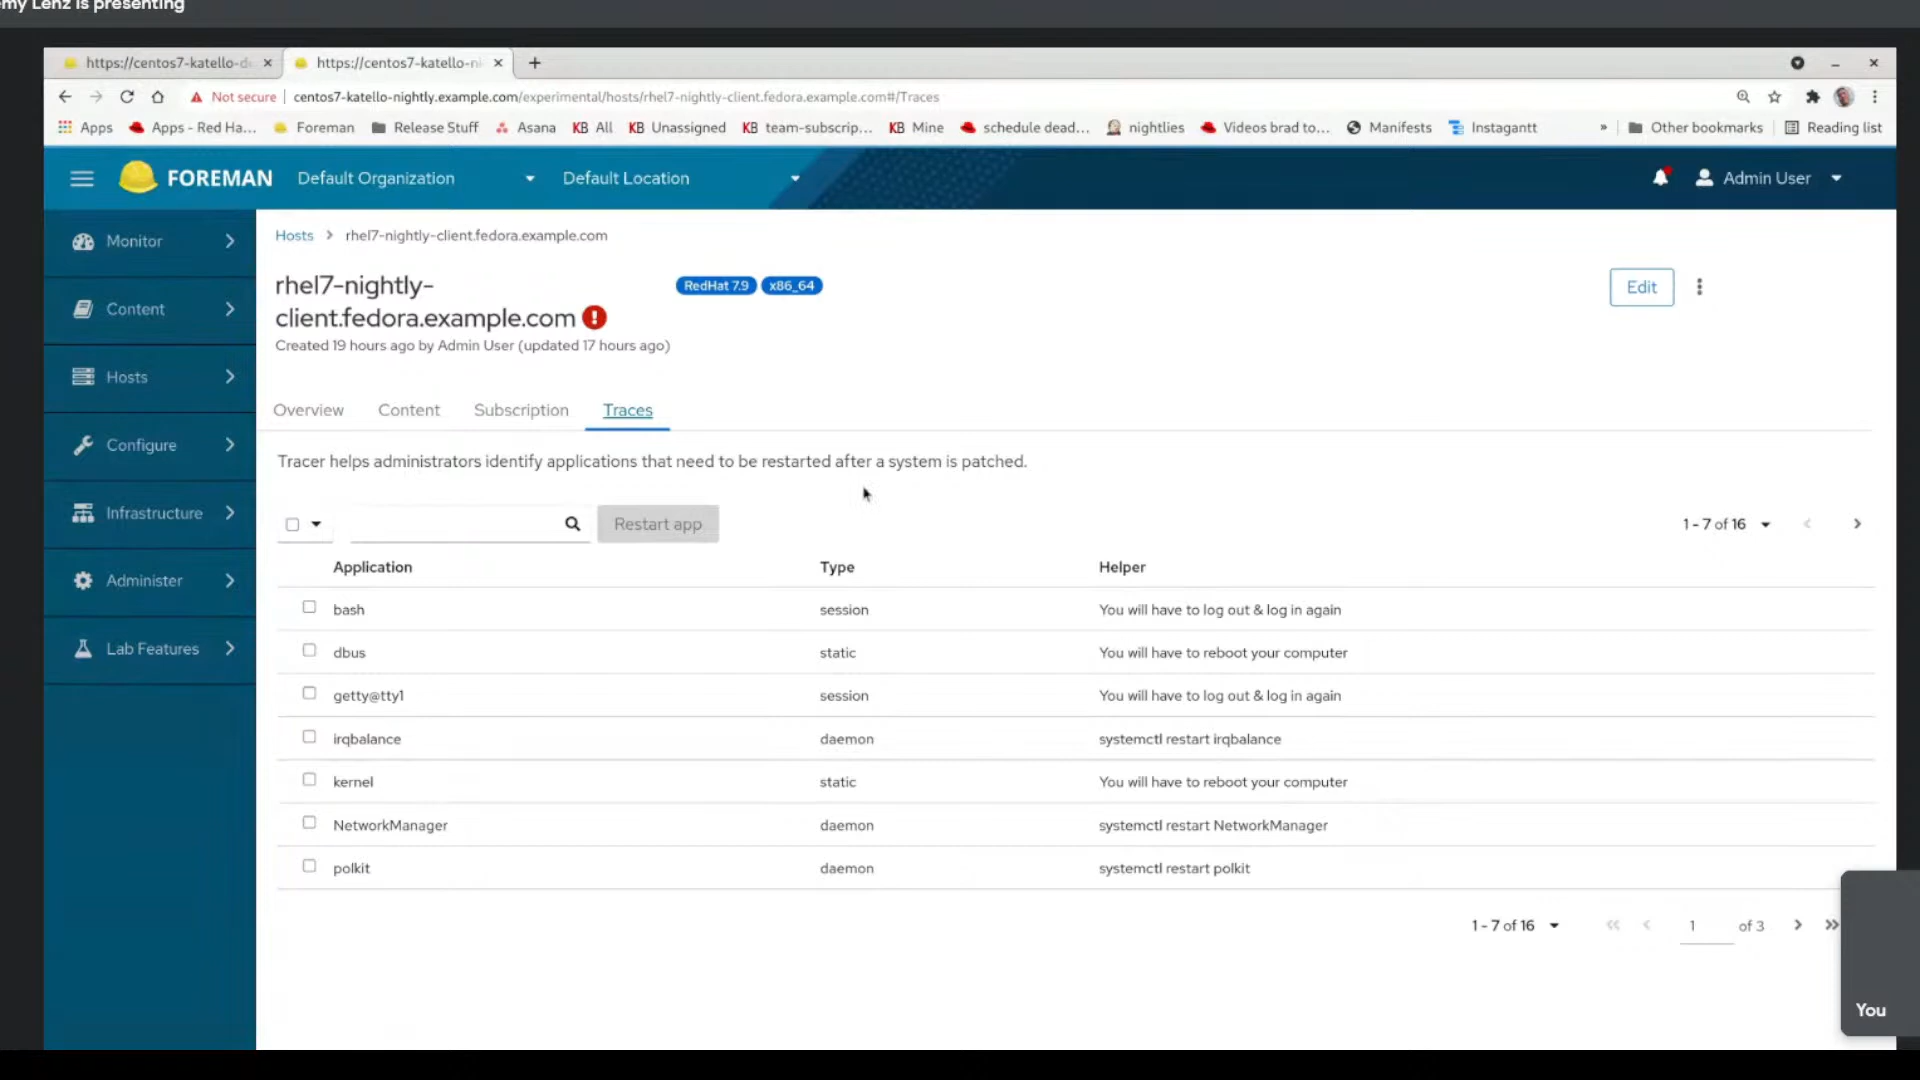 my Lenz is presenting
https://centos7-katello-d
https://centos7-katello-n
Not secure
centos7-katello-nightly.example.com/experimental/hosts/rhel7-nightly-client.fedora.example.com#/Traces
Apps
Apps - Red Ha...
Foreman
Release Stuff
Asana
KB All
KB Unassigned
KB team-subscrip...
KB Mine
schedule dead...
nightlies
Videos brad to...
Manifests
Instagantt
»
Other bookmarks
Reading list
FOREMAN
Default Organization
Default Location
Admin User
Monitor
Content
Hosts
Configure
Infrastructure
Administer
Lab Features
Hosts > rhel7-nightly-client.fedora.example.com
rhel7-nightly-
client.fedora.example.com
RedHat 7.9
x86_64
Edit
Created 19 hours ago by Admin User (updated 17 hours ago)
Overview
Content
Subscription
Traces
Tracer helps administrators identify applications that need to be restarted after a system is patched.
Restart app
1 - 7 of 16
Application Type Helper
bash session You will have to log out & log in again
dbus static You will have to reboot your computer
getty@tty1 session You will have to log out & log in again
irqbalance daemon systemctl restart irqbalance
kernel static You will have to reboot your computer
NetworkManager daemon systemctl restart NetworkManager
polkit daemon systemctl restart polkit
1 - 7 of 16
1 of 3
You